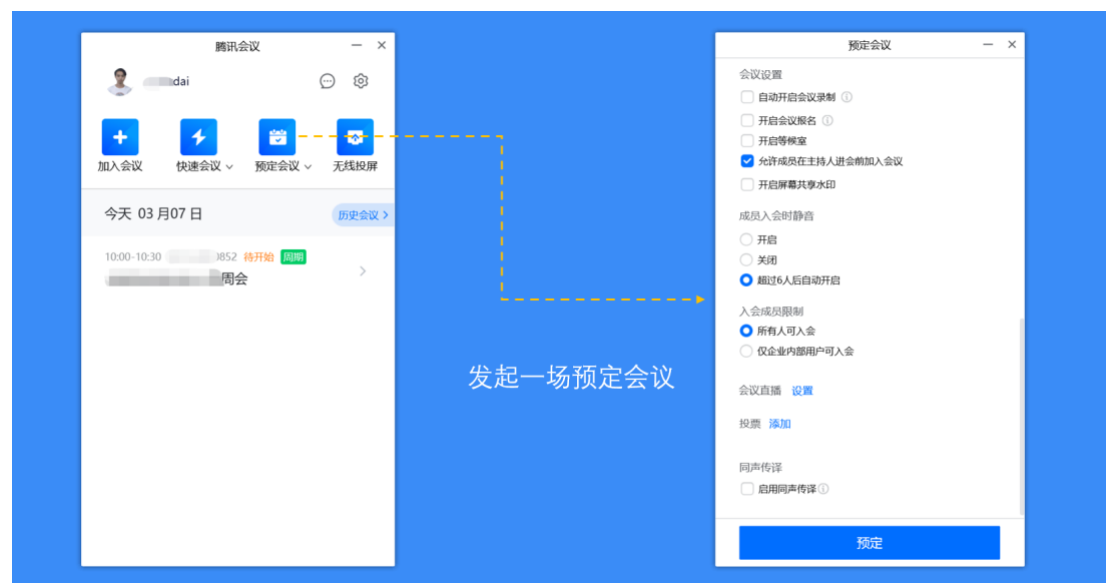 腾讯会议
dai
加入会议
快速会议
预定会议
无线投屏
今天 03月07日
历史会议
10:00-10:30
0852 待开始 周期
周会
发起一场预定会议
预定会议
会议设置
自动开启会议录制
开启会议报名
开启等候室
允许成员在主持人进会前加入会议
开启屏幕共享水印
成员入会时静音
开启
关闭
超过6人后自动开启
入会成员限制
所有人可入会
仅企业内部用户可入会
会议直播 设置
投票 添加
同声传译
启用同声传译
预定